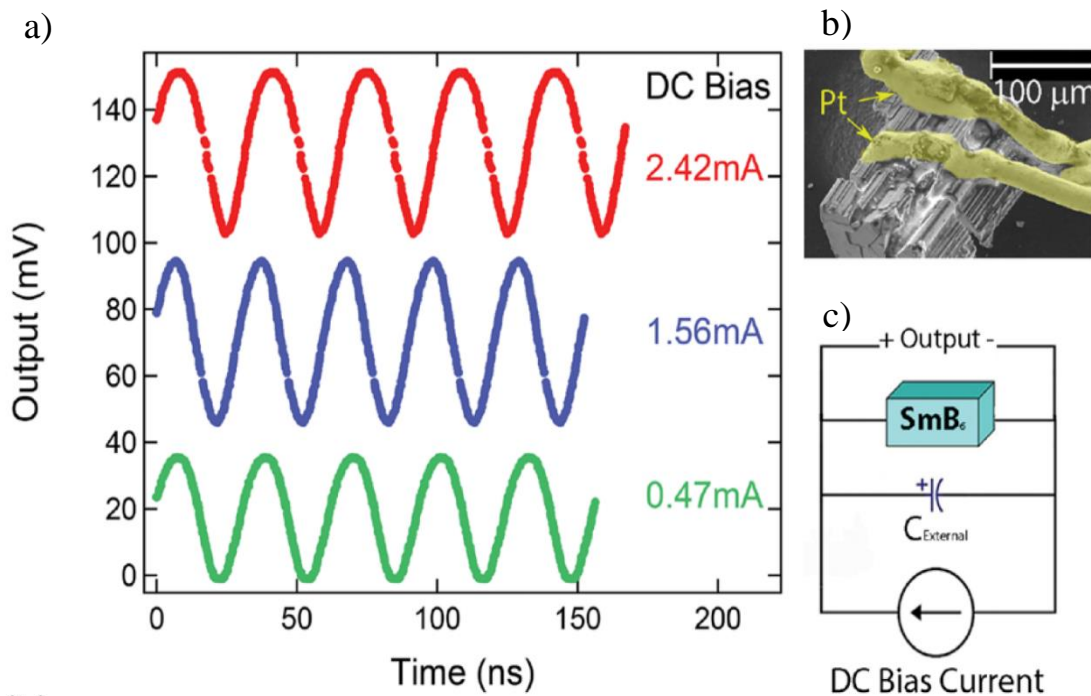 a)
Output (mV)
140
120
100
80
60
40
20
0
DC Bias
2.42mA
1.56mA
0.47mA
0 50 100 150 200
Time (ns)
b)
100 μm
Pt
c)
+ Output -
SmB₆
+
C External
DC Bias Current